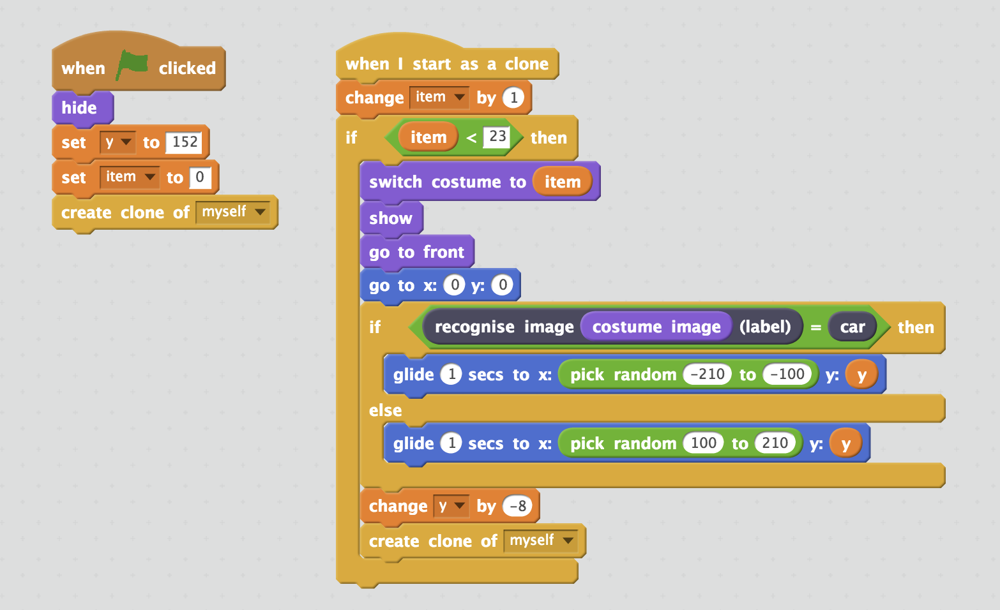 when clicked
hide
set y to 152
set item to 0
create clone of myself
when I start as a clone
change item by 1
if item < 23 then
switch costume to item
show
go to front
go to x: 0 y: 0
if recognise image costume image (label) = car then
glide 1 secs to x: pick random -210 to -100 y: y
else
glide 1 secs to x: pick random 100 to 210 y: y
change y by -8
create clone of myself